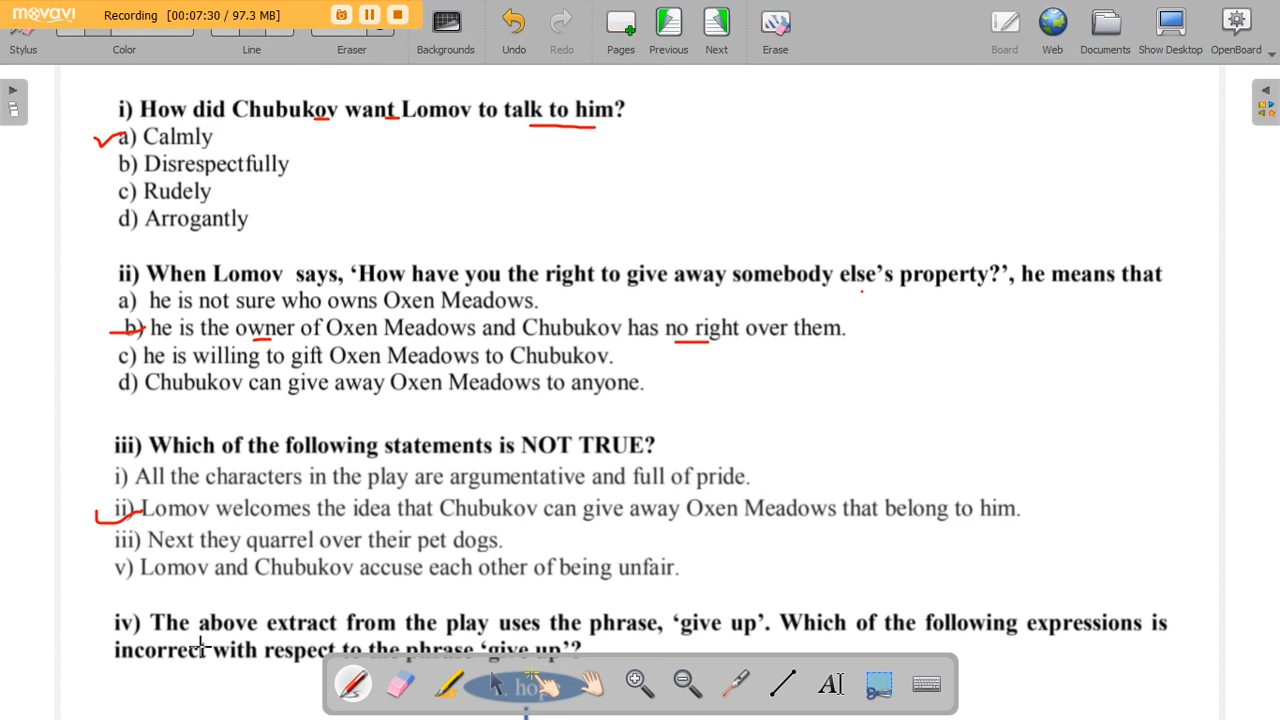 movavi
Recording (00:07:30 / 97.3 MB)
Stylus Color Line Eraser Backgrounds Undo Redo Pages Previous Next Erase Board Web Documents Show Desktop OpenBoard
i) How did Chubukov want Lomov to talk to him?
a) Calmly
b) Disrespectfully
c) Rudely
d) Arrogantly
ii) When Lomov says, ‘How have you the right to give away somebody else’s property?’, he means that
a) he is not sure who owns Oxen Meadows.
b) he is the owner of Oxen Meadows and Chubukov has no right over them.
c) he is willing to gift Oxen Meadows to Chubukov.
d) Chubukov can give away Oxen Meadows to anyone.
iii) Which of the following statements is NOT TRUE?
i) All the characters in the play are argumentative and full of pride.
ii) Lomov welcomes the idea that Chubukov can give away Oxen Meadows that belong to him.
iii) Next they quarrel over their pet dogs.
v) Lomov and Chubukov accuse each other of being unfair.
iv) The above extract from the play uses the phrase, ‘give up’. Which of the following expressions is
incorrect with respect to the phrase ‘give up’?
hop
AI